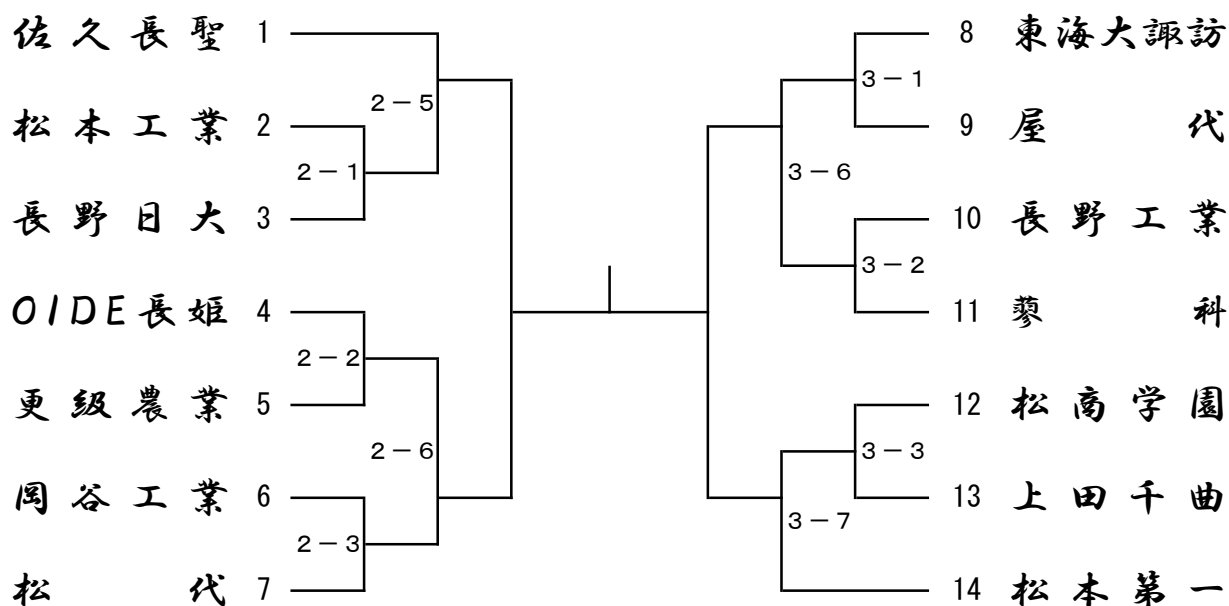 佐久長聖 1
2－5
松本工業 2
2－1
長野日大 3
OIDE長姫 4
2－2
更級農業 5
2－6
岡谷工業 6
2－3
松代 7
8 東海大諏訪
3－1
9 屋代
3－6
10 長野工業
3－2
11 蓼科
12 松商学園
3－3
13 上田千曲
3－7
14 松本第一